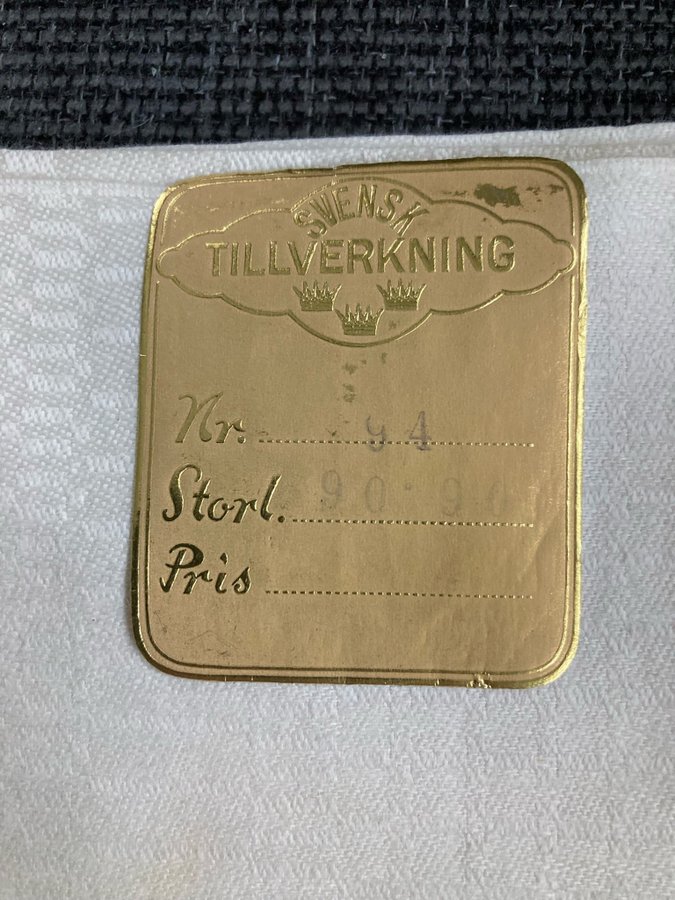 SVENSK
TILLVERKNING
Nr. 94
Storl. 90·90
Pris